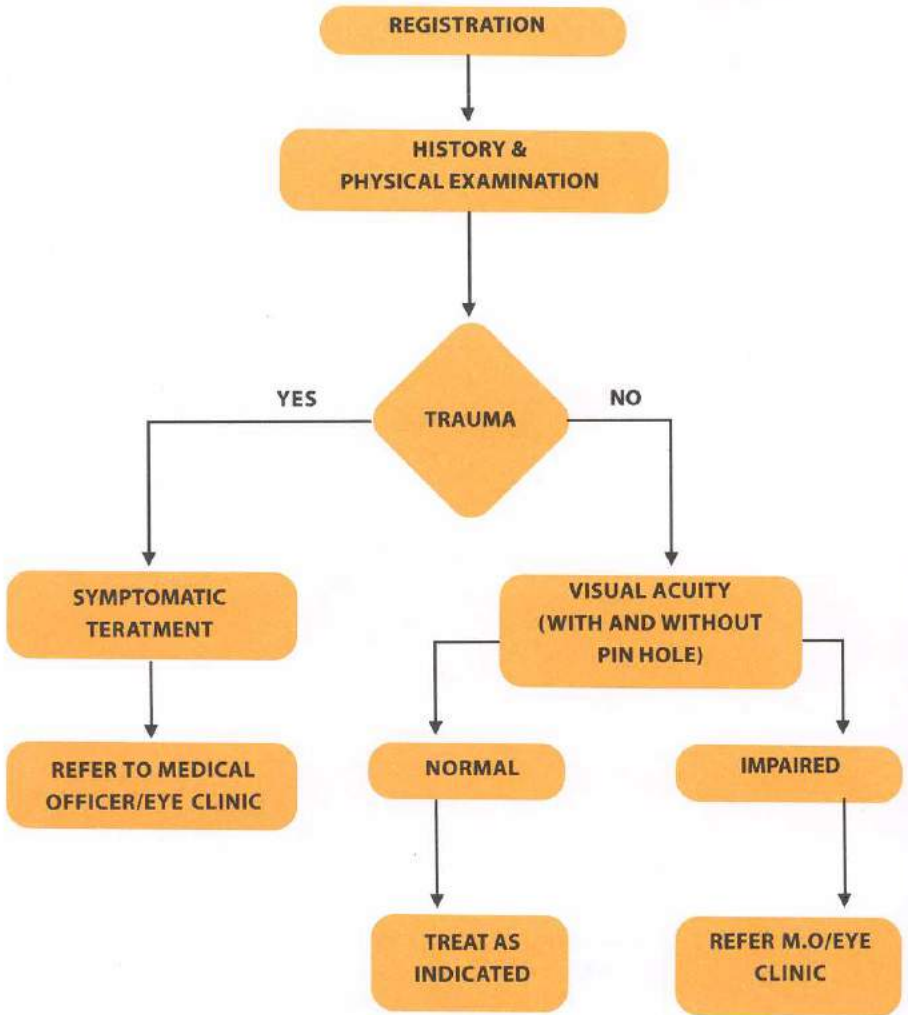 REGISTRATION
HISTORY &
PHYSICAL EXAMINATION
TRAUMA
YES
NO
SYMPTOMATIC
TERATMENT
REFER TO MEDICAL
OFFICER/EYE CLINIC
VISUAL ACUITY
(WITH AND WITHOUT
PIN HOLE)
NORMAL
IMPAIRED
TREAT AS
INDICATED
REFER M.O/EYE
CLINIC